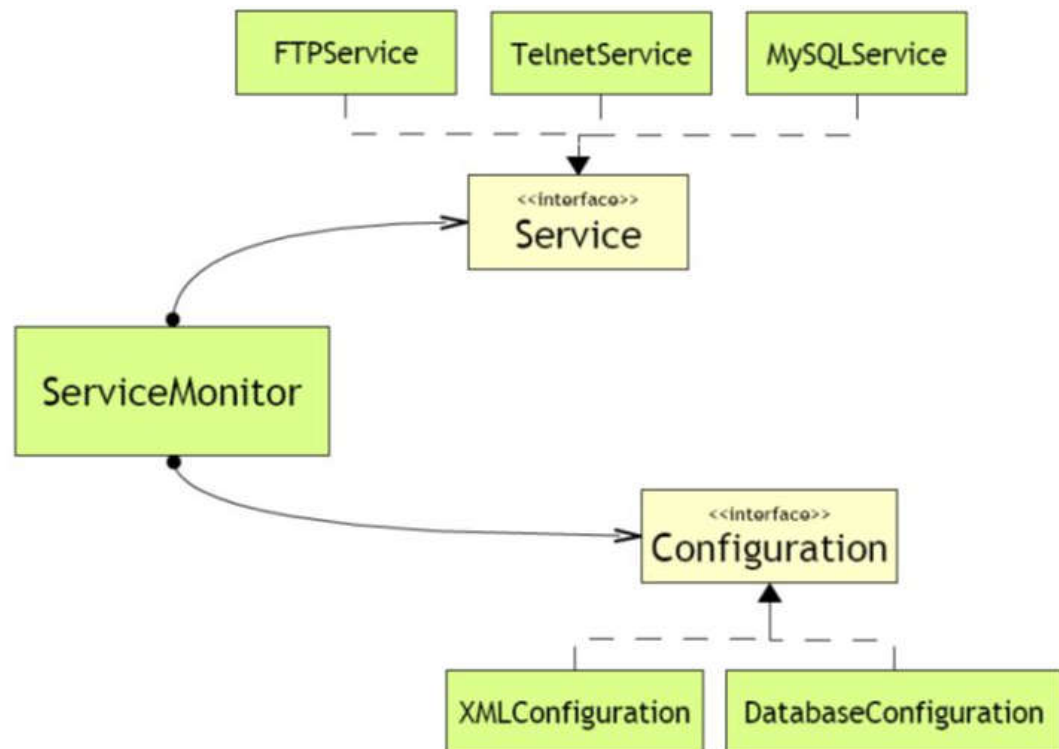 FTPService
TelnetService
MySQLService
<<interface>>
Service
ServiceMonitor
<<interface>>
Configuration
XMLConfiguration
DatabaseConfiguration